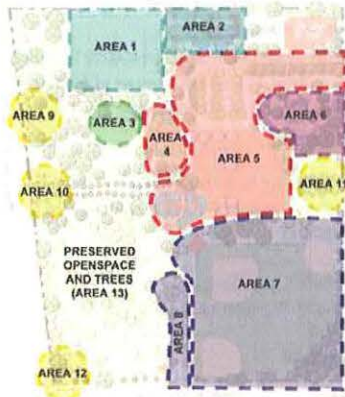 AREA 1
AREA 2
AREA 3
AREA
4
AREA 5
AREA 6
AREA 9
AREA 10
AREA 11
PRESERVED
OPENSPACE
AND TREES
(AREA 13)
AREA 7
AREA 8
AREA 12